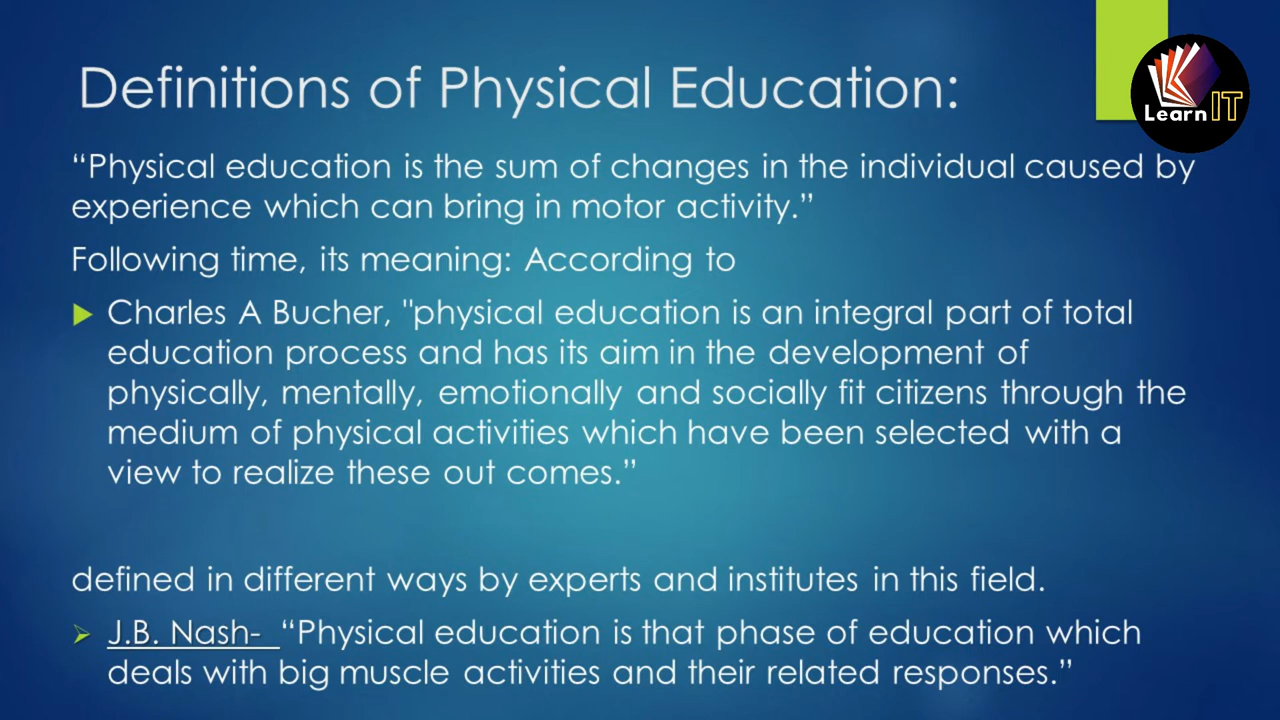 Definitions of Physical Education:
Learn IT
“Physical education is the sum of changes in the individual caused by
experience which can bring in motor activity.”
Following time, its meaning: According to
Charles A Bucher, "physical education is an integral part of total
education process and has its aim in the development of
physically, mentally, emotionally and socially fit citizens through the
medium of physical activities which have been selected with a
view to realize these out comes.”
defined in different ways by experts and institutes in this field.
J.B. Nash- “Physical education is that phase of education which
deals with big muscle activities and their related responses.”